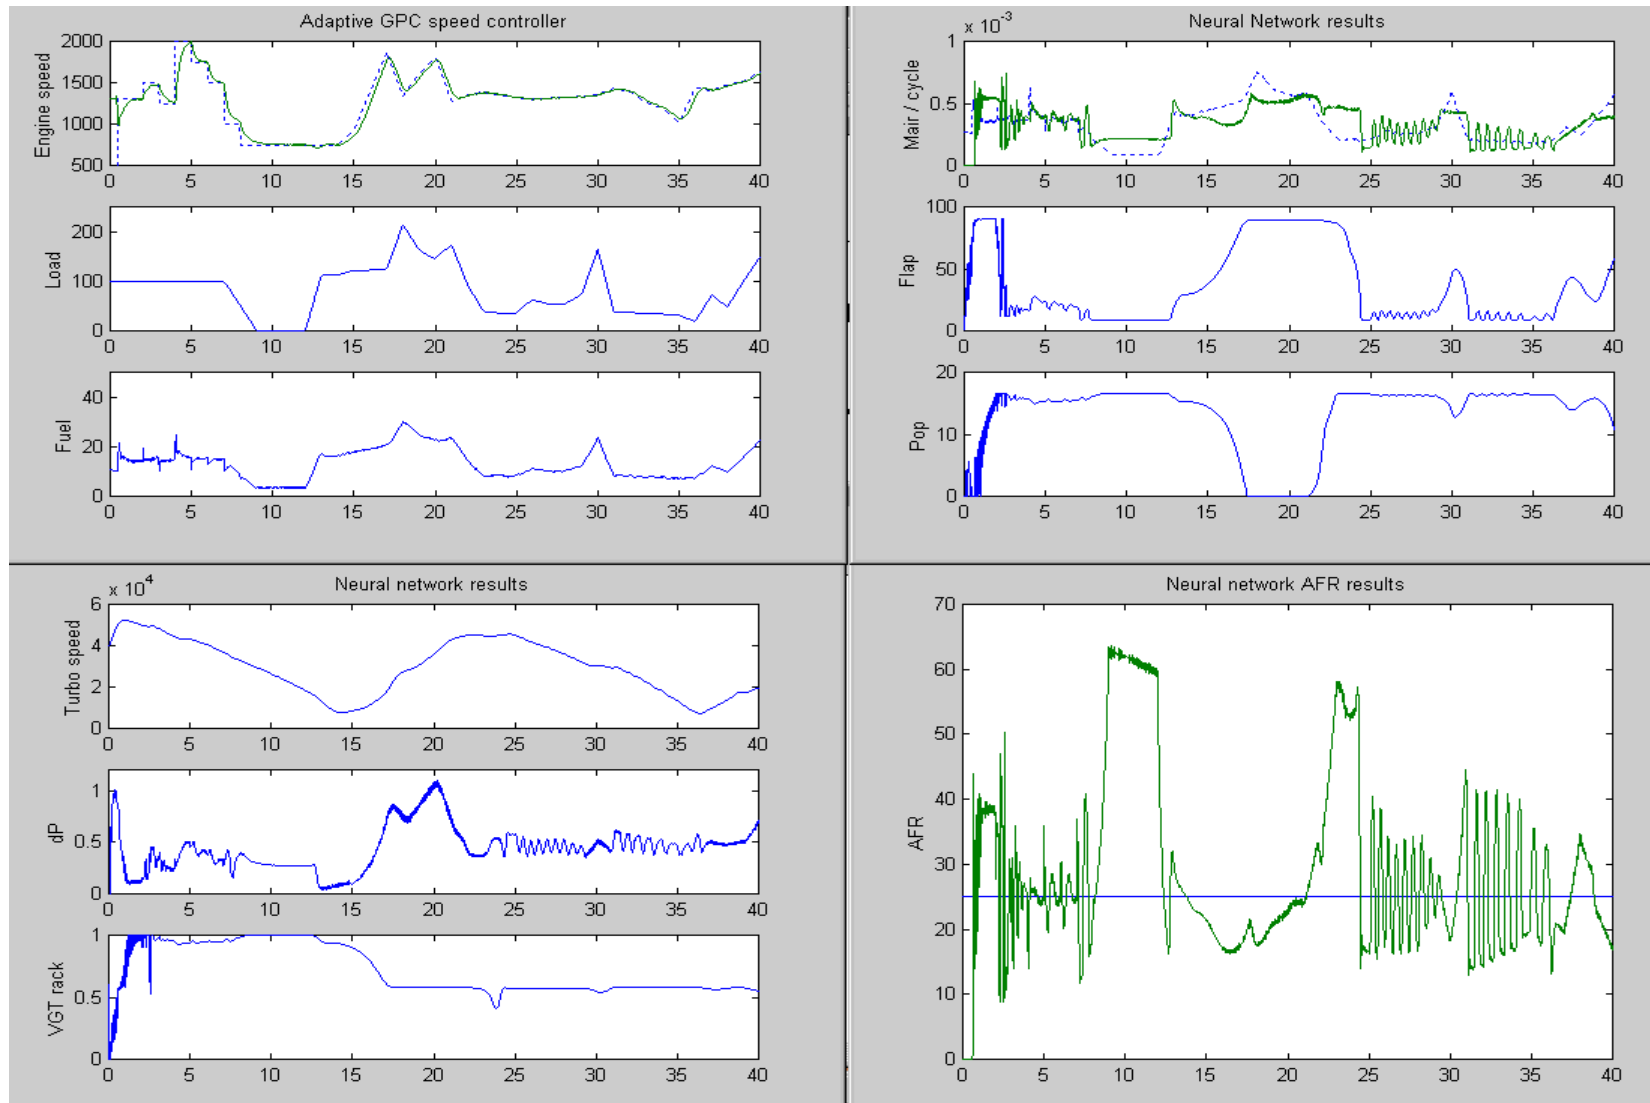 Adaptive GPC speed controller
2000
1500
1000
500
Engine speed
0 5 10 15 20 25 30 35 40
200
100
0
Load
0 5 10 15 20 25 30 35 40
40
20
0
Fuel
0 5 10 15 20 25 30 35 40
Neural Network results
x 10^-3
1
0.5
0
Mair / cycle
0 5 10 15 20 25 30 35 40
100
50
0
Flap
0 5 10 15 20 25 30 35 40
20
10
0
Pop
0 5 10 15 20 25 30 35 40
Neural network results
x 10^4
6
4
2
0
Turbo speed
0 5 10 15 20 25 30 35 40
1
0.5
0
dP
0 5 10 15 20 25 30 35 40
1
0.5
0
VGT rack
0 5 10 15 20 25 30 35 40
Neural network AFR results
70
60
50
40
30
20
10
0
AFR
0 5 10 15 20 25 30 35 40